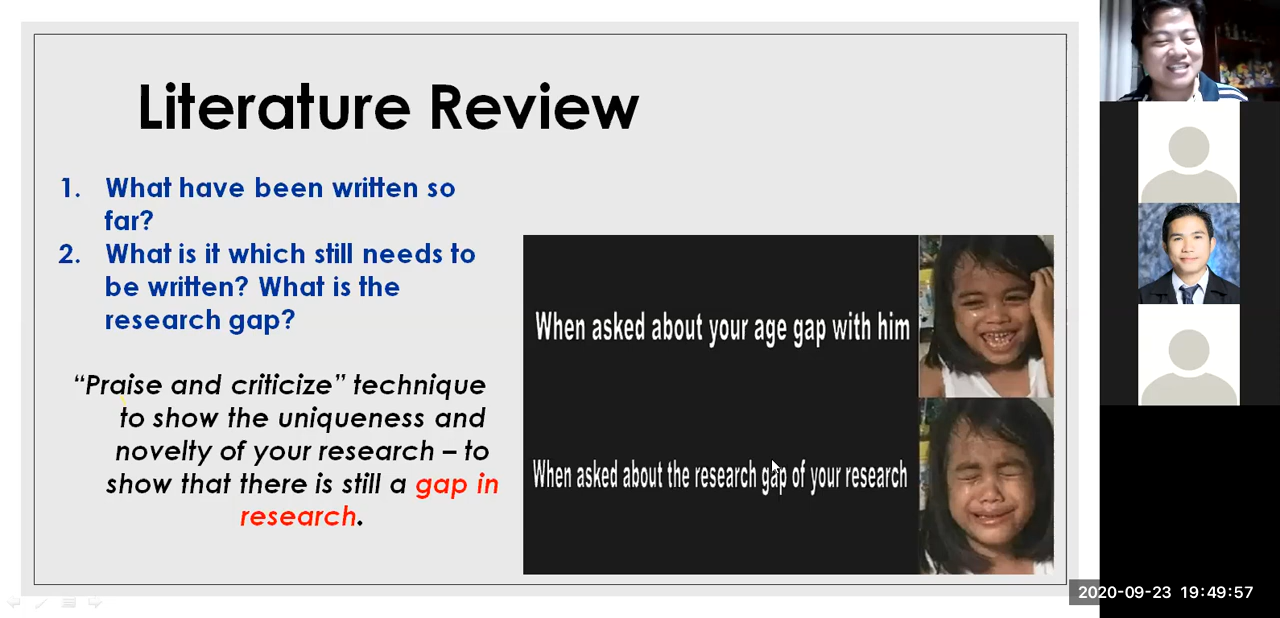 Literature Review
1. What have been written so
far?
2. What is it which still needs to
be written? What is the
research gap?
“Praise and criticize” technique
to show the uniqueness and
novelty of your research – to
show that there is still a gap in
research.
When asked about your age gap with him
When asked about the research gap of your research
2020-09-23 19:49:57